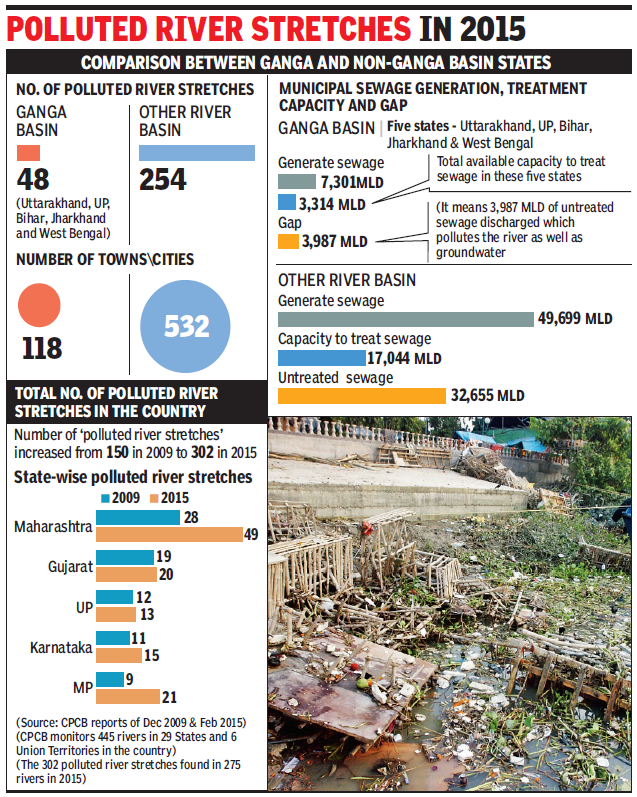 POLLUTED RIVER STRETCHES IN 2015
COMPARISON BETWEEN GANGA AND NON-GANGA BASIN STATES
NO. OF POLLUTED RIVER STRETCHES
GANGA
BASIN
48
(Uttarakhand, UP,
Bihar, Jharkhand
and West Bengal)
OTHER RIVER
BASIN
254
NUMBER OF TOWNS\CITIES
118
532
MUNICIPAL SEWAGE GENERATION, TREATMENT
CAPACITY AND GAP
GANGA BASIN | Five states - Uttarakhand, UP, Bihar,
Jharkhand & West Bengal
Generate sewage
7,301MLD
3,314 MLD
Total available capacity to treat
sewage in these five states
Gap
3,987 MLD
(It means 3,987 MLD of untreated
sewage discharged which
pollutes the river as well as
groundwater
OTHER RIVER BASIN
Generate sewage
49,699 MLD
Capacity to treat sewage
17,044 MLD
Untreated sewage
32,655 MLD
TOTAL NO. OF POLLUTED RIVER
STRETCHES IN THE COUNTRY
Number of ‘polluted river stretches’
increased from 150 in 2009 to 302 in 2015
State-wise polluted river stretches
2009 2015
Maharashtra 28
49
Gujarat 19
20
UP 12
13
Karnataka 11
15
MP 9
21
(Source: CPCB reports of Dec 2009 & Feb 2015)
(CPCB monitors 445 rivers in 29 States and 6
Union Territories in the country)
(The 302 polluted river stretches found in 275
rivers in 2015)